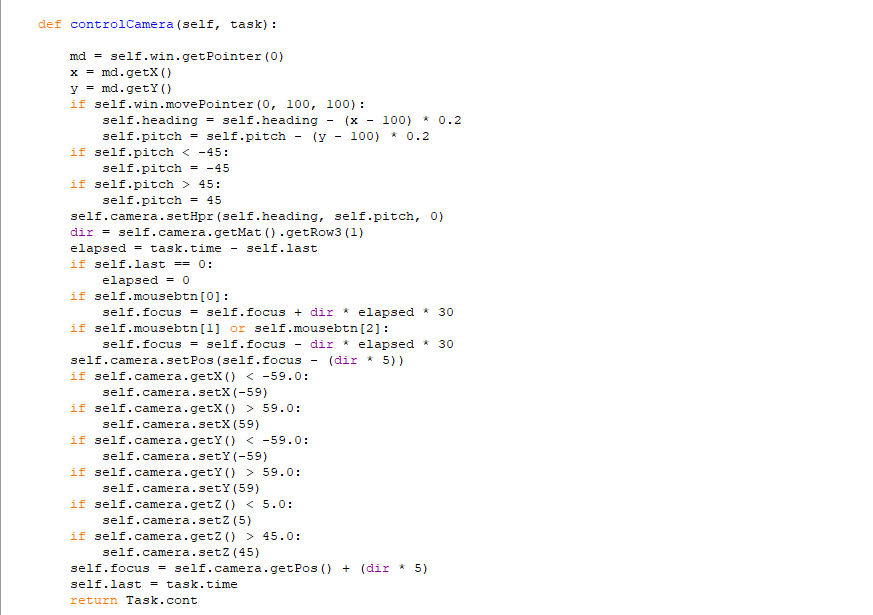 def controlCamera(self, task):
md = self.win.getPointer(0)
x = md.getX()
y = md.getY()
if self.win.movePointer(0, 100, 100):
self.heading = self.heading - (x - 100) * 0.2
self.pitch = self.pitch - (y - 100) * 0.2
if self.pitch < -45:
self.pitch = -45
if self.pitch > 45:
self.pitch = 45
self.camera.setHpr(self.heading, self.pitch, 0)
dir = self.camera.getMat().getRow3(1)
elapsed = task.time - self.last
if self.last == 0:
elapsed = 0
if self.mousebtn[0]:
self.focus = self.focus + dir * elapsed * 30
if self.mousebtn[1] or self.mousebtn[2]:
self.focus = self.focus - dir * elapsed * 30
self.camera.setPos(self.focus - (dir * 5))
if self.camera.getX() < -59.0:
self.camera.setX(-59)
if self.camera.getX() > 59.0:
self.camera.setX(59)
if self.camera.getY() < -59.0:
self.camera.setY(-59)
if self.camera.getY() > 59.0:
self.camera.setY(59)
if self.camera.getZ() < 5.0:
self.camera.setZ(5)
if self.camera.getZ() > 45.0:
self.camera.setZ(45)
self.focus = self.camera.getPos() + (dir * 5)
self.last = task.time
return Task.cont